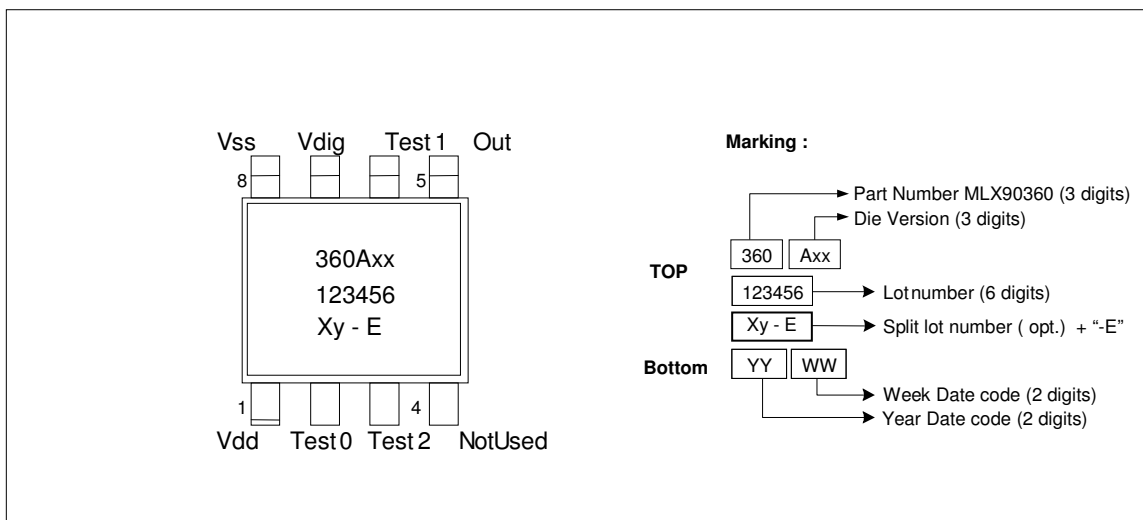 Vss Vdig Test 1 Out
8 5
360Axx
123456
Xy - E
1 4
Vdd Test 0 Test 2 NotUsed
Marking :
Part Number MLX90360 (3 digits)
Die Version (3 digits)
TOP 360 Axx
123456 Lot number (6 digits)
Xy - E Split lot number ( opt.) + “-E”
Bottom YY WW
Week Date code (2 digits)
Year Date code (2 digits)